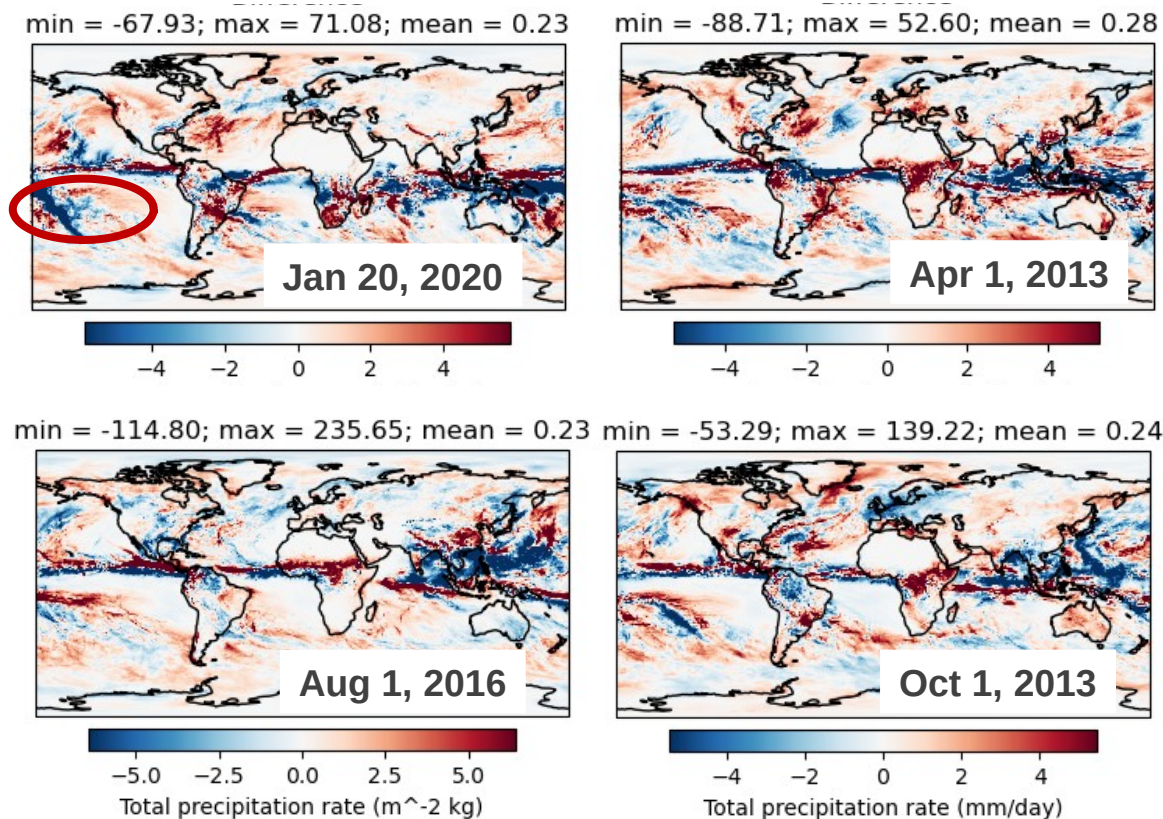 Difference
min = -67.93; max = 71.08; mean = 0.23
Jan 20, 2020
−4 −2 0 2 4
Difference
min = -88.71; max = 52.60; mean = 0.28
Apr 1, 2013
−4 −2 0 2 4
min = -114.80; max = 235.65; mean = 0.23
Aug 1, 2016
−5.0 −2.5 0.0 2.5 5.0
Total precipitation rate (m^-2 kg)
min = -53.29; max = 139.22; mean = 0.24
Oct 1, 2013
−4 −2 0 2 4
Total precipitation rate (mm/day)